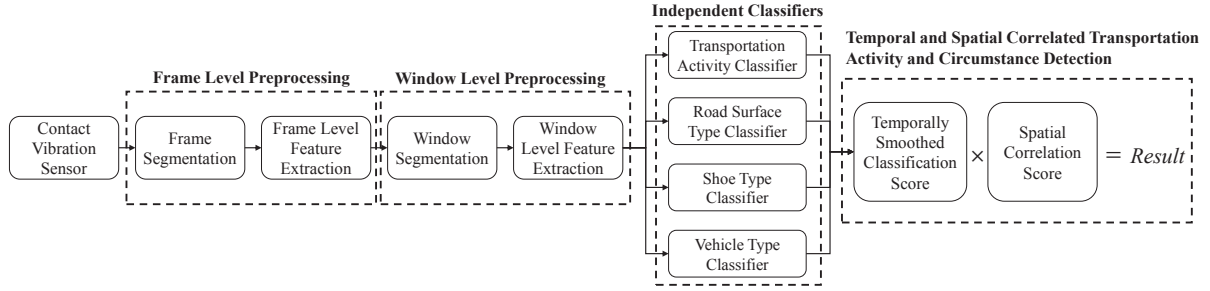 Independent Classifiers
Temporal and Spatial Correlated Transportation
Activity and Circumstance Detection
Frame Level Preprocessing
Window Level Preprocessing
Contact
Vibration
Sensor
Frame
Segmentation
Frame Level
Feature
Extraction
Window
Segmentation
Window
Level Feature
Extraction
Transportation
Activity Classifier
Road Surface
Type Classifier
Shoe Type
Classifier
Vehicle Type
Classifier
Temporally
Smoothed
Classification
Score
×
Spatial
Correlation
Score
= Result